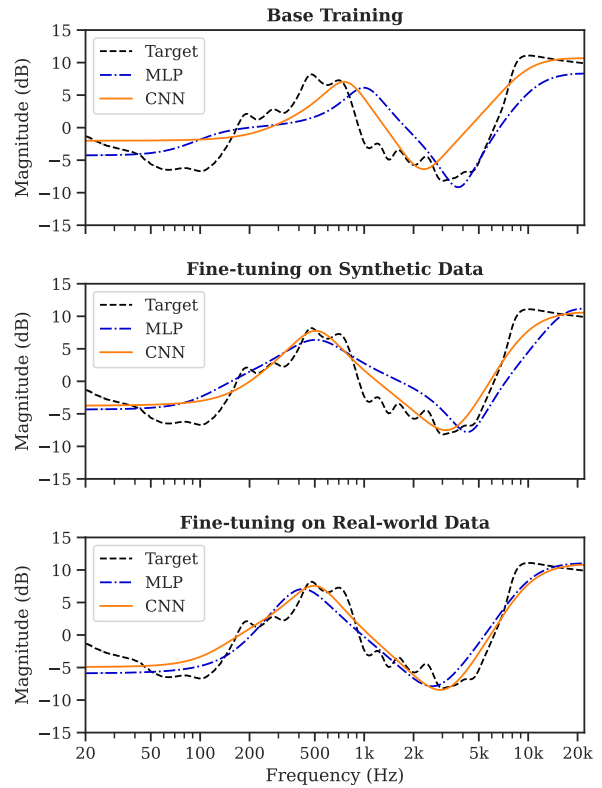 Base Training
15
10
5
0
−5
−10
−15
Magnitude (dB)
Target
MLP
CNN
Fine-tuning on Synthetic Data
15
10
5
0
−5
−10
−15
Magnitude (dB)
Target
MLP
CNN
Fine-tuning on Real-world Data
15
10
5
0
−5
−10
−15
Magnitude (dB)
Target
MLP
CNN
20 50 100 200 500 1k 2k 5k 10k 20k
Frequency (Hz)